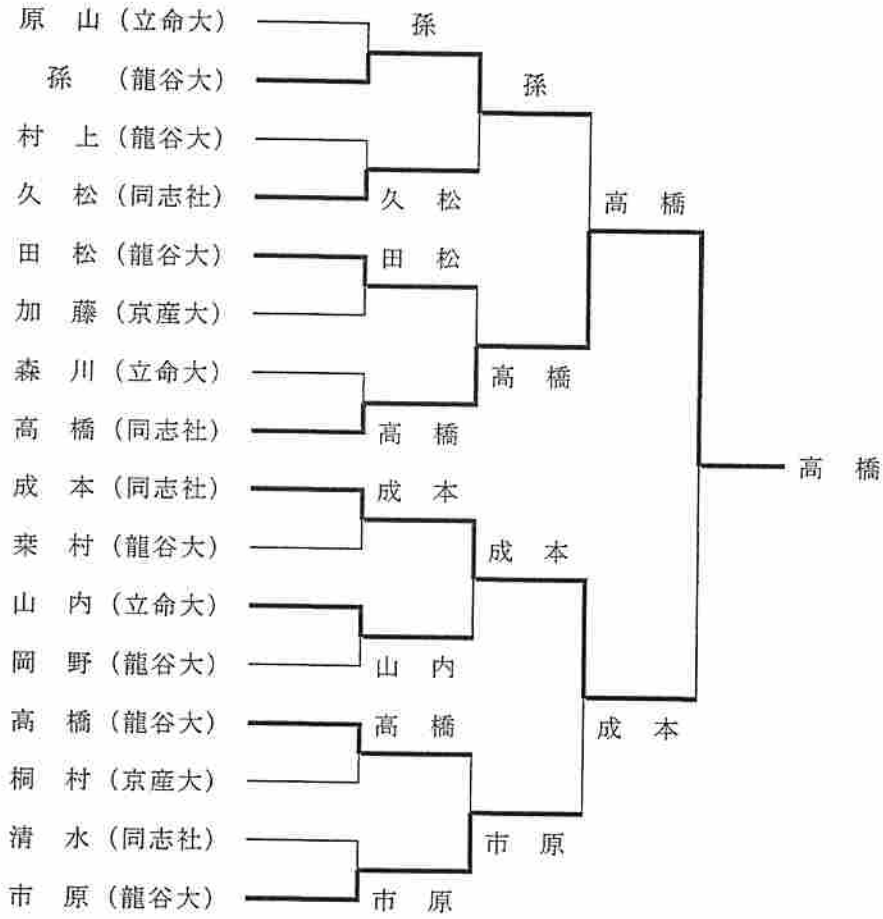 原 山 (立命大)
孫
孫 (龍谷大)
孫
村 上 (龍谷大)
久 松 (同志社)
久 松
高 橋
田 松 (龍谷大)
田 松
加 藤 (京産大)
森 川 (立命大)
高 橋
高 橋 (同志社)
高 橋
高 橋
成 本 (同志社)
成 本
栞 村 (龍谷大)
成 本
山 内 (立命大)
岡 野 (龍谷大)
山 内
高 橋 (龍谷大)
高 橋
成 本
桐 村 (京産大)
清 水 (同志社)
市 原
市 原 (龍谷大)
市 原